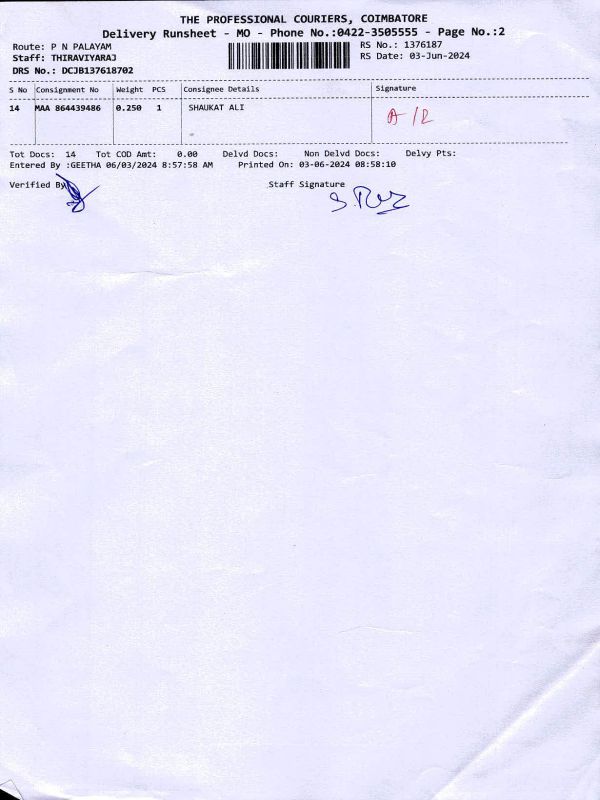 THE PROFESSIONAL COURIERS, COIMBATORE
Delivery Runsheet - MO - Phone No.:0422-3505555 - Page No.:2
Route: P N PALAYAM
RS No.: 1376187
Staff: THIRAVIYARAJ
RS Date: 03-Jun-2024
DRS No.: DCJB137618702
S No Consignment No Weight PCS Consignee Details Signature
14 MAA 864439486 0.250 1 SHAUKAT ALI A/R
Tot Docs: 14 Tot COD Amt: 0.00 Delvd Docs: Non Delvd Docs: Delvy Pts:
Entered By :GEETHA 06/03/2024 8:57:58 AM Printed On: 03-06-2024 08:58:10
Verified By Staff Signature